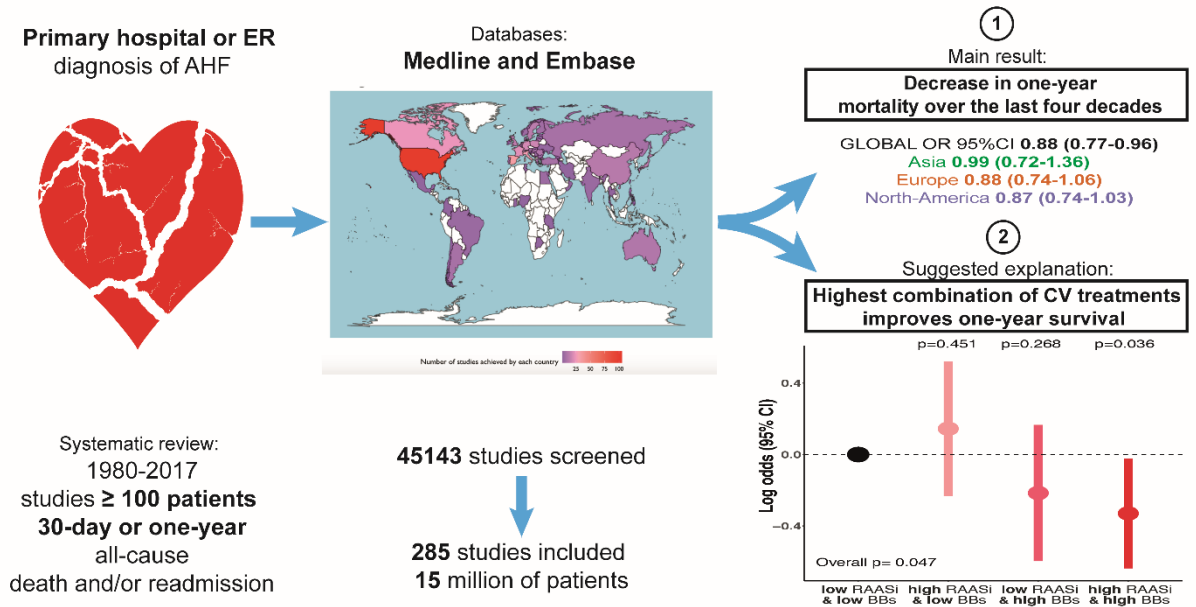 Primary hospital or ER
diagnosis of AHF
Systematic review:
1980-2017
studies ≥ 100 patients
30-day or one-year
all-cause
death and/or readmission
Databases:
Medline and Embase
Number of studies achieved by each country
25 50 75 100
45143 studies screened
285 studies included
15 million of patients
1
Main result:
Decrease in one-year
mortality over the last four decades
GLOBAL OR 95%CI 0.88 (0.77-0.96)
Asia 0.99 (0.72-1.36)
Europe 0.88 (0.74-1.06)
North-America 0.87 (0.74-1.03)
2
Suggested explanation:
Highest combination of CV treatments
improves one-year survival
p=0.451 p=0.268 p=0.036
Log odds (95% CI)
0.4
0.0
−0.4
Overall p= 0.047
low RAASi & low BBs
high RAASi & low BBs
low RAASi & high BBs
high RAASi & high BBs